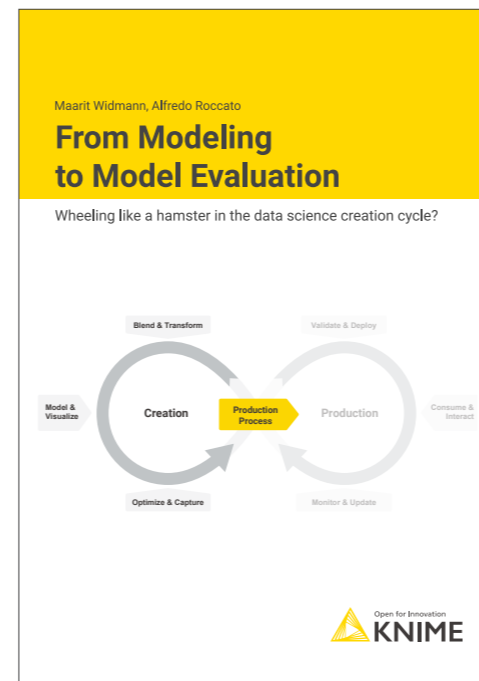 Maarit Widmann, Alfredo Roccato
From Modeling
to Model Evaluation
Wheeling like a hamster in the data science creation cycle?
Blend & Transform
Validate & Deploy
Model &
Visualize
Creation
Production
Process
Production
Consume &
Interact
Optimize & Capture
Monitor & Update
Open for Innovation
KNIME